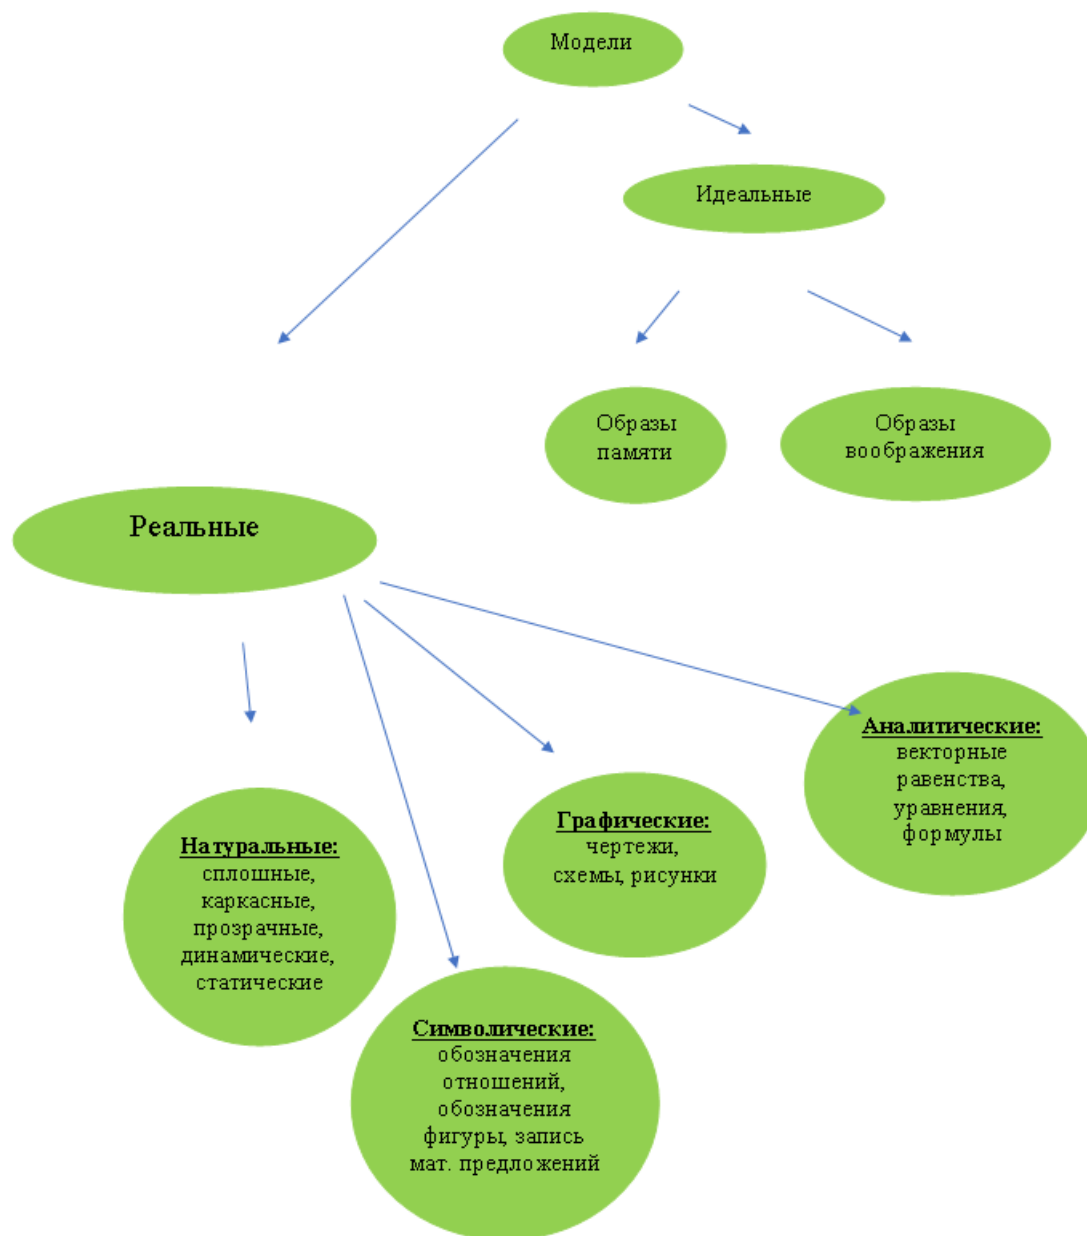 Модели
Идеальные
Образы
памяти
Образы
воображения
Реальные
Аналитические:
векторные
равенства,
уравнения,
формулы
Графические:
чертежи,
схемы, рисунки
Натуральные:
сплошные,
каркасные,
прозрачные,
динамические,
статические
Символические:
обозначения
отношений,
обозначения
фигуры, запись
мат. предложений